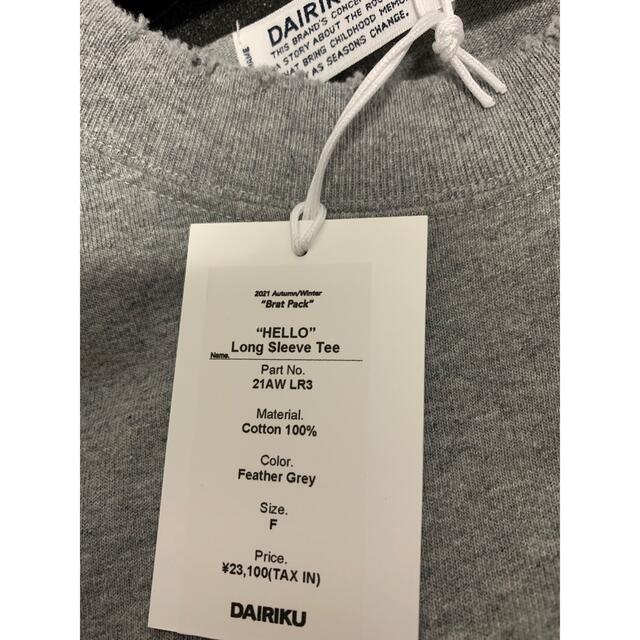 DAIRIKU
THIS BRAND'S CONCE
A STORY ABOUT THE ROO
THAT BRING CHILDHOOD MEMO
AS SEASONS CHANGE.
2021 Autumn/Winter
"Brat Pack"
“HELLO”
Name. Long Sleeve Tee
Part No.
21AW LR3
Material.
Cotton 100%
Color.
Feather Grey
Size.
F
Price.
¥23,100(TAX IN)
DAIRIKU